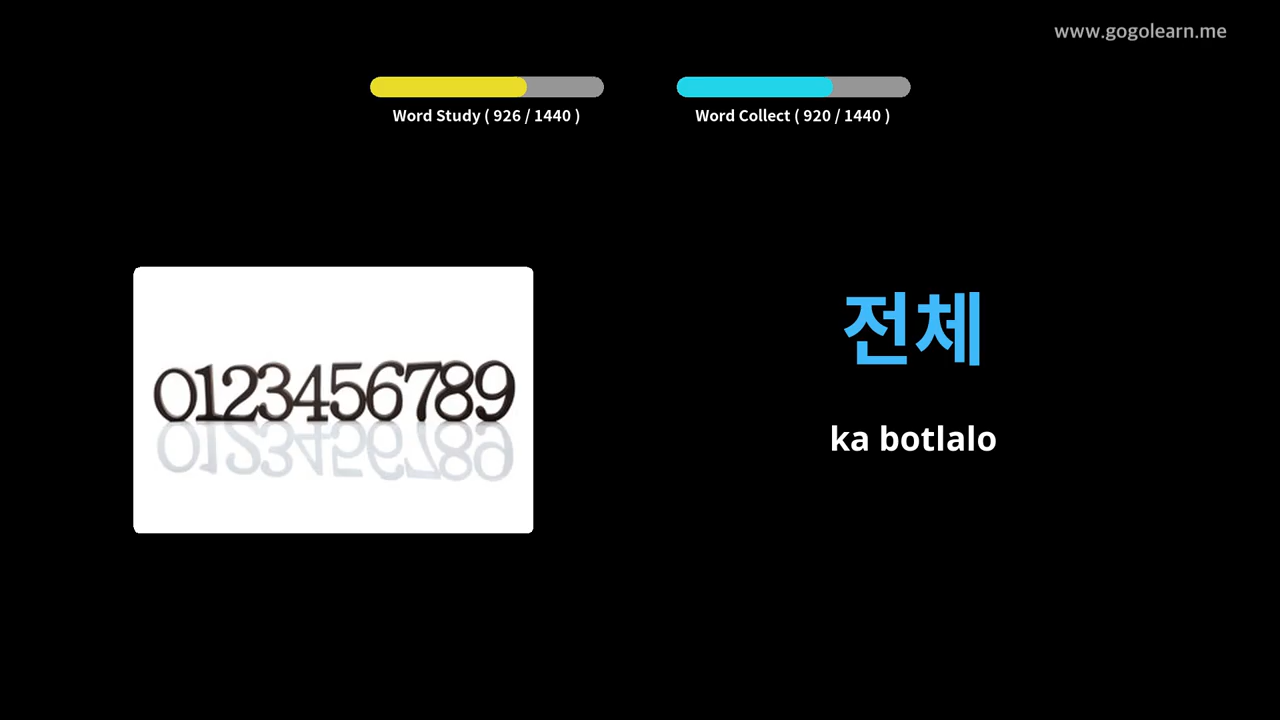 www.gogolearn.me
Word Study ( 926 / 1440 )
Word Collect ( 920 / 1440 )
0123456789
전체
ka botlalo